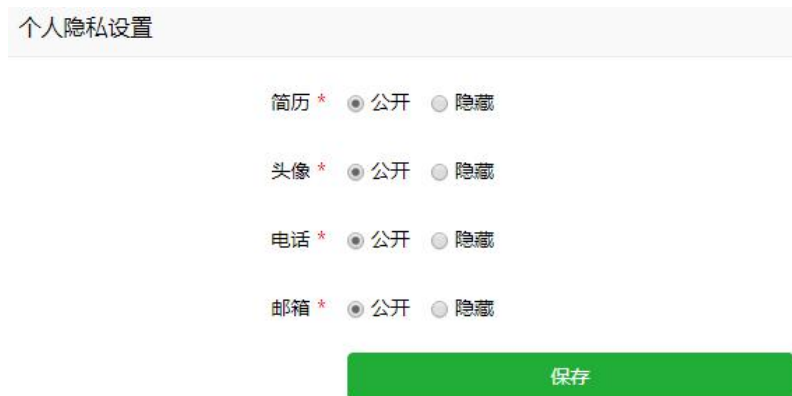 个人隐私设置
简历 * 公开 隐藏
头像 * 公开 隐藏
电话 * 公开 隐藏
邮箱 * 公开 隐藏
保存